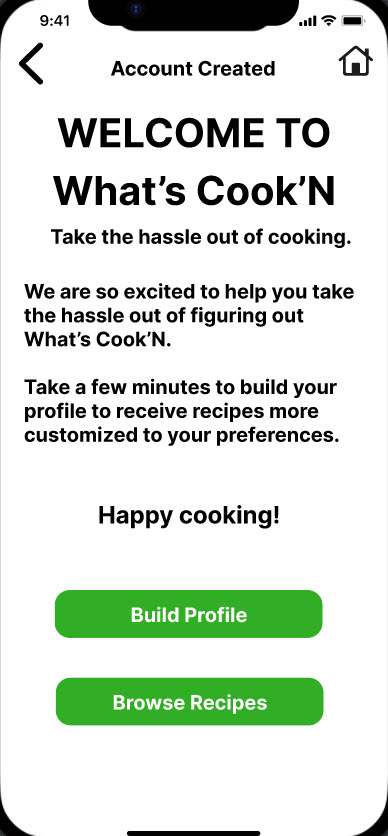 9:41
Account Created
WELCOME TO
What’s Cook’N
Take the hassle out of cooking.
We are so excited to help you take
the hassle out of figuring out
What’s Cook’N.
Take a few minutes to build your
profile to receive recipes more
customized to your preferences.
Happy cooking!
Build Profile
Browse Recipes